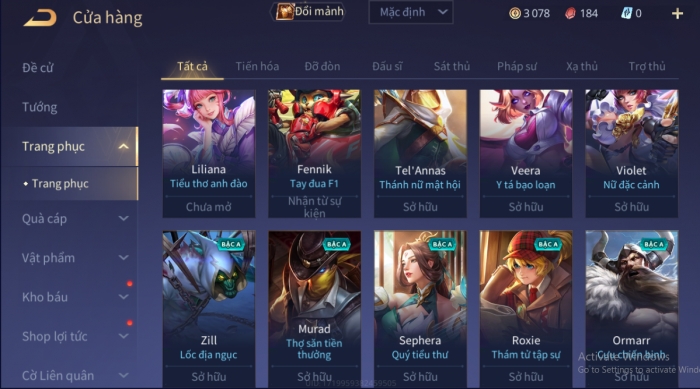 Cửa hàng
Đổi mảnh
Mặc định
3 078
184
0
Đề cử
Tướng
Trang phục
Trang phục
Quà cáp
Vật phẩm
Kho báu
Shop lợi tức
Cờ Liên quân
Tất cả
Tiến hóa
Đỡ đòn
Đấu sĩ
Sát thủ
Pháp sư
Xạ thủ
Trợ thủ
Liliana
Tiểu thơ anh đào
Chưa mở
Fennik
Tay đua F1
Nhận từ sự
kiện
Tel'Annas
Thánh nữ mật hội
Sở hữu
Veera
Y tá bạo loạn
Sở hữu
Violet
Nữ đặc cảnh
Sở hữu
BẬC A
Zill
Lốc địa ngục
Sở hữu
BẬC A
Murad
Thợ săn tiền
thưởng
Sở hữu
BẬC A
Sephera
Quý tiểu thư
Sở hữu
BẬC A
Roxie
Thám tử tập sự
Sở hữu
BẬC A
Ormarr
Sở hữu
Activate Windows
Go to Settings to activate Wind